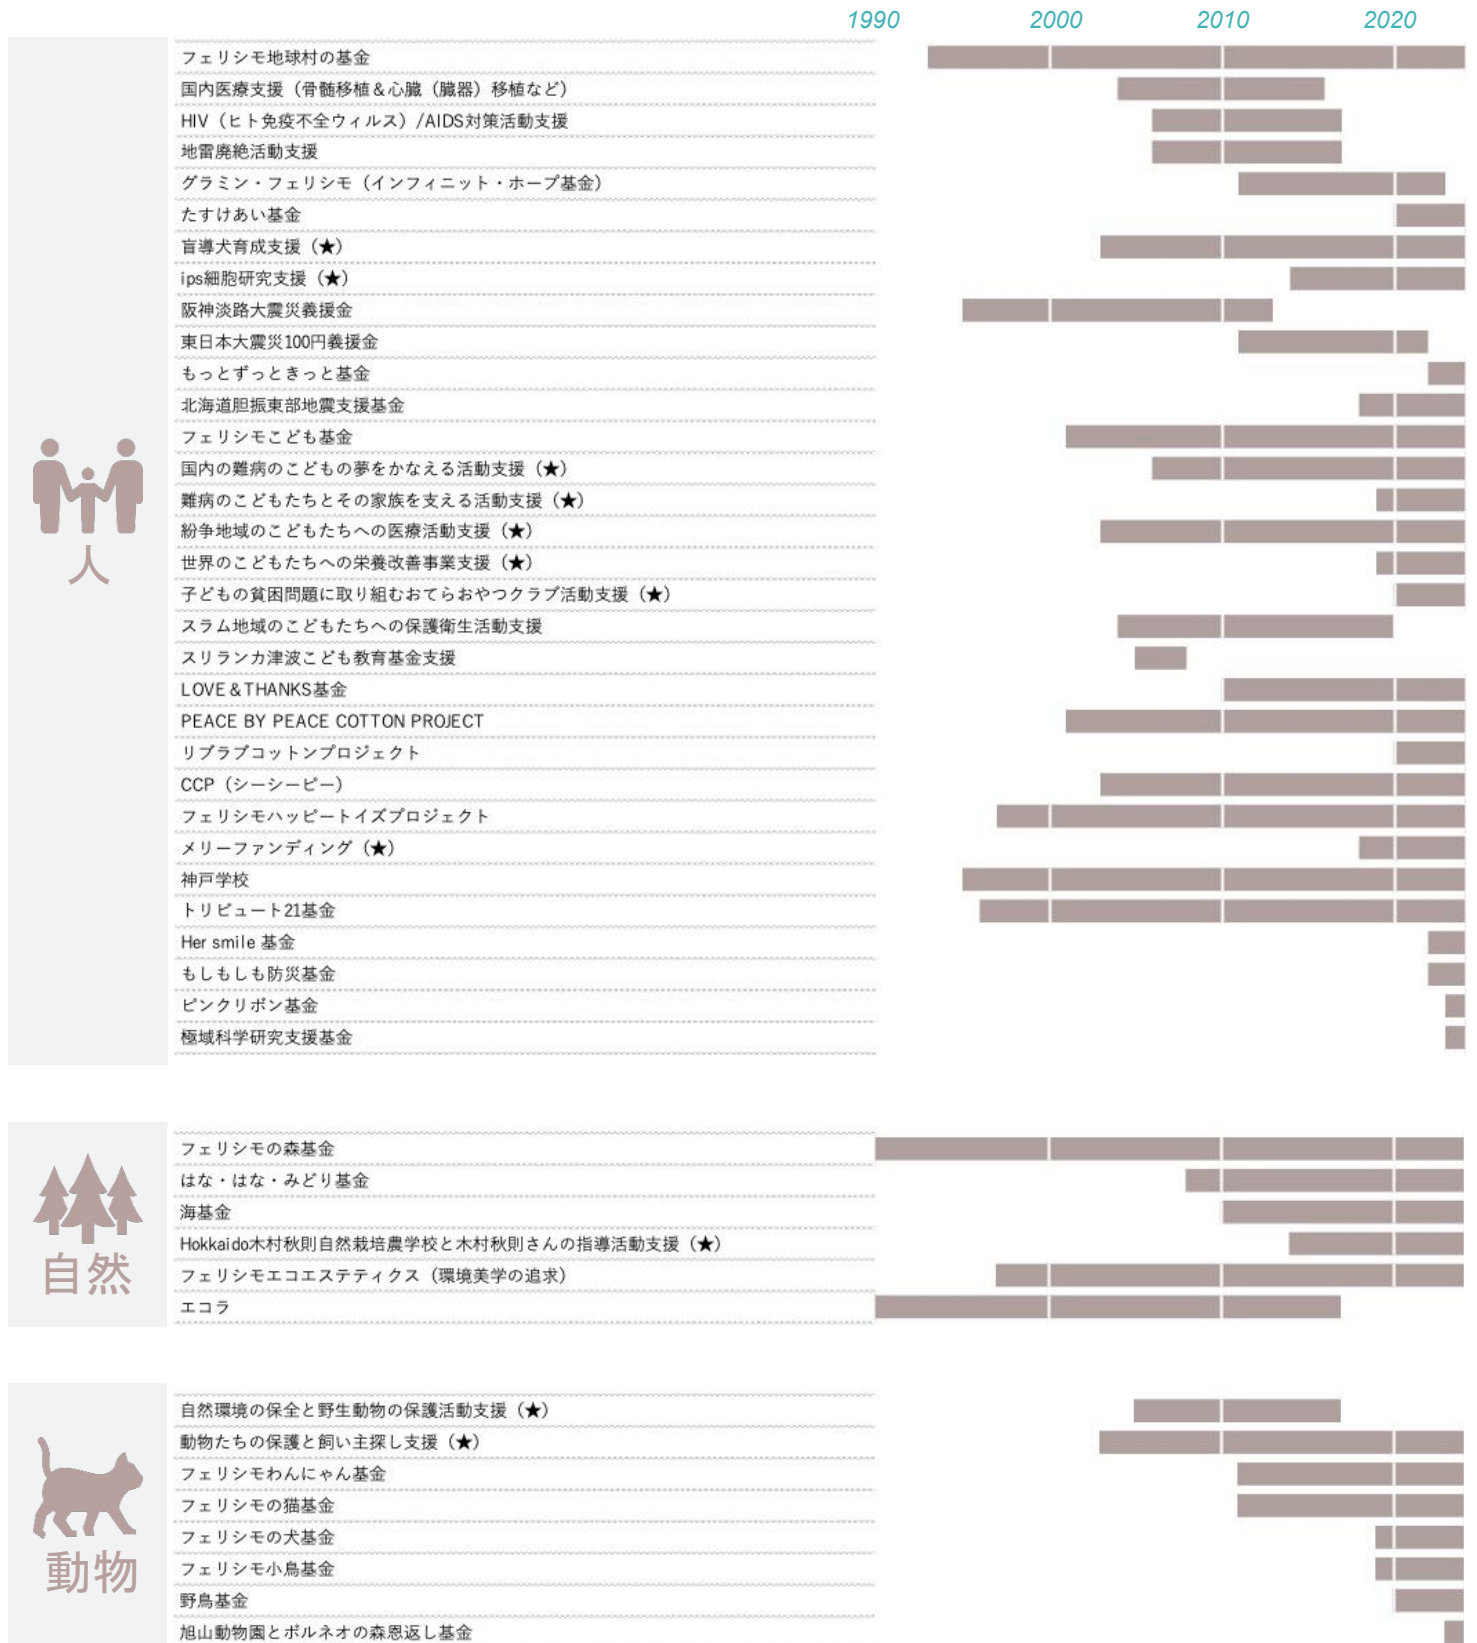 1990 2000 2010 2020
フェリシモ地球村の基金
国内医療支援（骨髄移植＆心臓（臓器）移植など）
HIV（ヒト免疫不全ウィルス）/AIDS対策活動支援
地雷廃絶活動支援
グラミン・フェリシモ（インフィニット・ホープ基金）
たすけあい基金
盲導犬育成支援（★）
ips細胞研究支援（★）
阪神淡路大震災義援金
東日本大震災100円義援金
もっとずっときっと基金
北海道胆振東部地震支援基金
フェリシモこども基金
国内の難病のこどもの夢をかなえる活動支援（★）
難病のこどもたちとその家族を支える活動支援（★）
紛争地域のこどもたちへの医療活動支援（★）
世界のこどもたちへの栄養改善事業支援（★）
子どもの貧困問題に取り組むおてらおやつクラブ活動支援（★）
スラム地域のこどもたちへの保護衛生活動支援
スリランカ津波こども教育基金支援
LOVE＆THANKS基金
PEACE BY PEACE COTTON PROJECT
リブラブコットンプロジェクト
CCP（シーシーピー）
フェリシモハッピートイズプロジェクト
メリーファンディング（★）
神戸学校
トリビュート21基金
Her smile 基金
もしもしも防災基金
ピンクリボン基金
極域科学研究支援基金
人
フェリシモの森基金
はな・はな・みどり基金
海基金
Hokkaido木村秋則自然栽培農学校と木村秋則さんの指導活動支援（★）
フェリシモエコエステティクス（環境美学の追求）
エコラ
自然
自然環境の保全と野生動物の保護活動支援（★）
動物たちの保護と飼い主探し支援（★）
フェリシモわんにゃん基金
フェリシモの猫基金
フェリシモの犬基金
フェリシモ小鳥基金
野鳥基金
旭山動物園とボルネオの森恩返し基金
動物